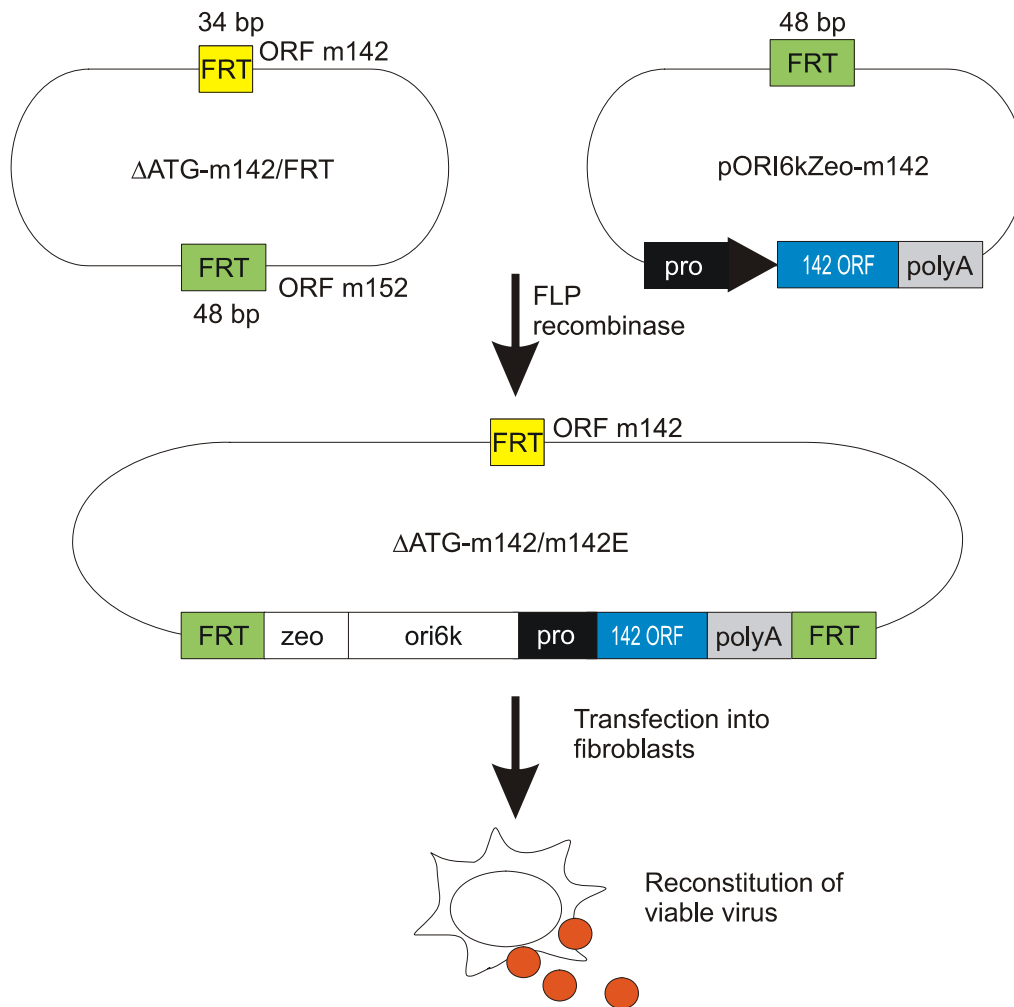 34 bp
FRT
ORF m142
ΔATG-m142/FRT
FRT
ORF m152
48 bp
48 bp
FRT
pORI6kZeo-m142
pro
142 ORF
polyA
FLP
recombinase
FRT
ORF m142
ΔATG-m142/m142E
FRT
zeo
ori6k
pro
142 ORF
polyA
FRT
Transfection into
fibroblasts
Reconstitution of
viable virus